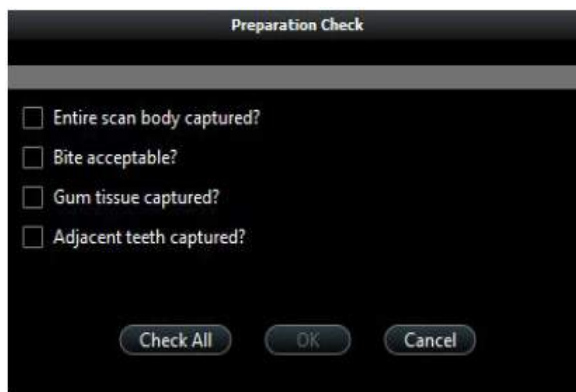 Preparation Check
Entire scan body captured?
Bite acceptable?
Gum tissue captured?
Adjacent teeth captured?
Check All OK Cancel